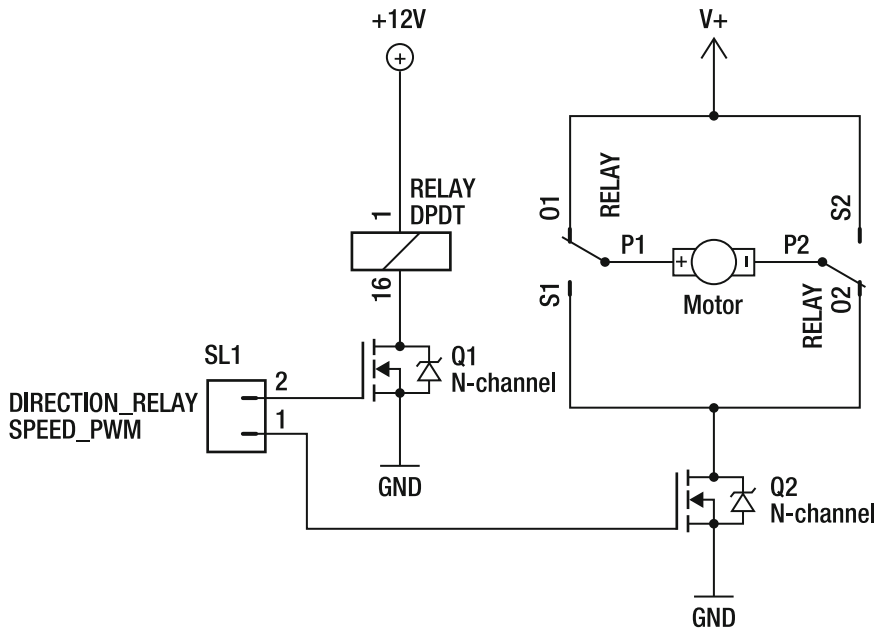 +12V
V+
RELAY
DPDT
1
16
O1
RELAY
S2
P1
P2
+
Motor
S1
RELAY
O2
SL1
2
1
DIRECTION_RELAY
SPEED_PWM
Q1
N-channel
GND
Q2
N-channel
GND